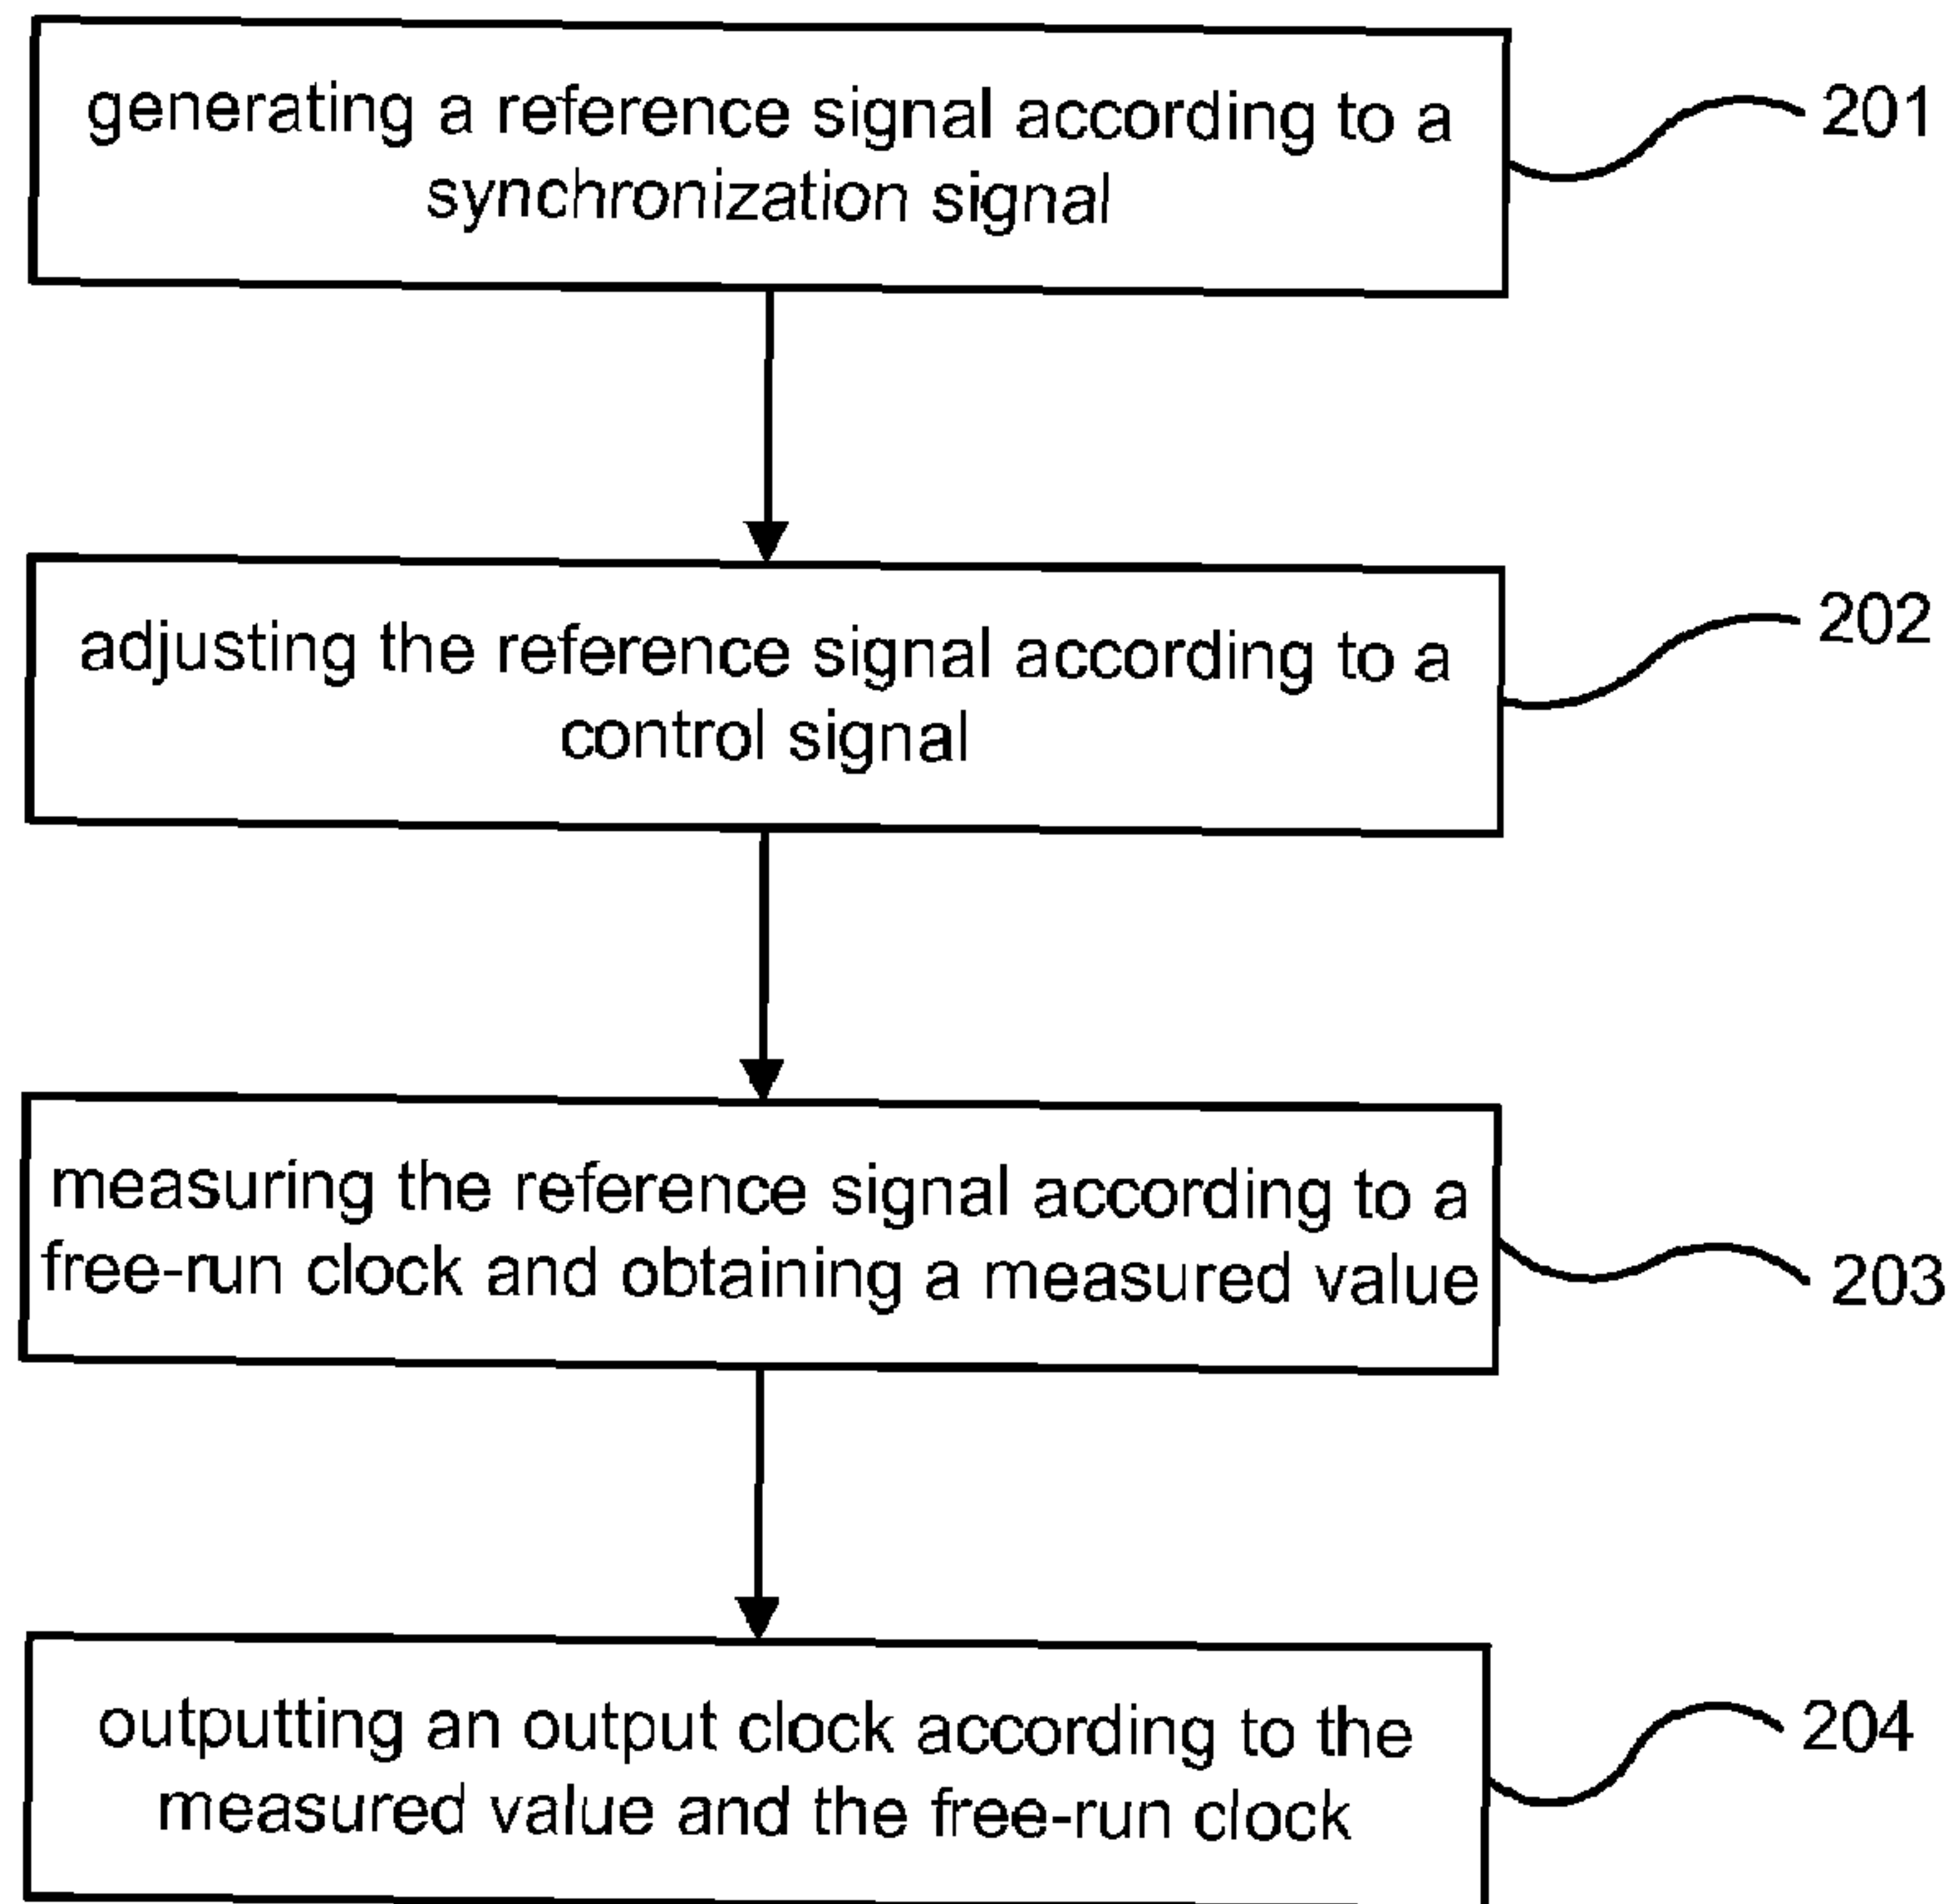 generating a reference signal according to a
synchronization signal
201
adjusting the reference signal according to a
control signal
202
measuring the reference signal according to a
free-run clock and obtaining a measured value
203
outputting an output clock according to the
measured value and the free-run clock
204